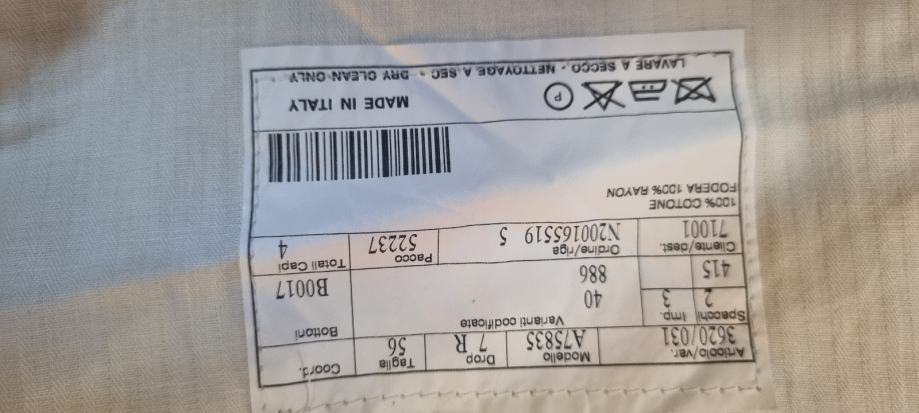 Articolo/var. Modello Drop Taglia Coord.
3620/031 A75835 7 R 56
Spacchi Imp. Varianti codificate Bottoni
2 3 40 B0017
415 886
Cliente/dest. Ordine/riga Pacco Totali Capi
71001 N200165519 5 52237 4
100% COTONE
FODERA 100% RAYON
MADE IN ITALY
P
LAVARE A SECCO - NETTOYAGE A SEC - DRY CLEAN ONLY